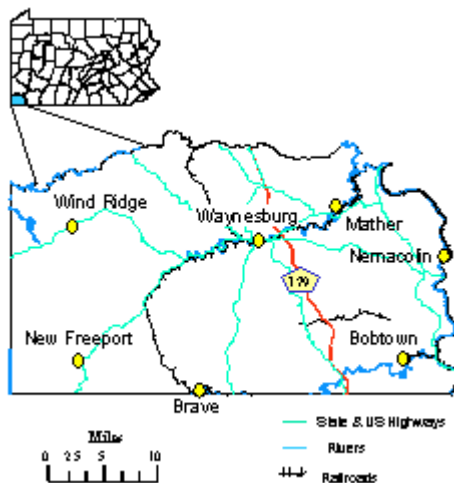 Wind Ridge
Waynesburg
Mather
Nemacolin
I-79
New Freeport
Bobtown
Brave
Miles
0 2.5 5 10
State & US Highways
Rivers
Railroads